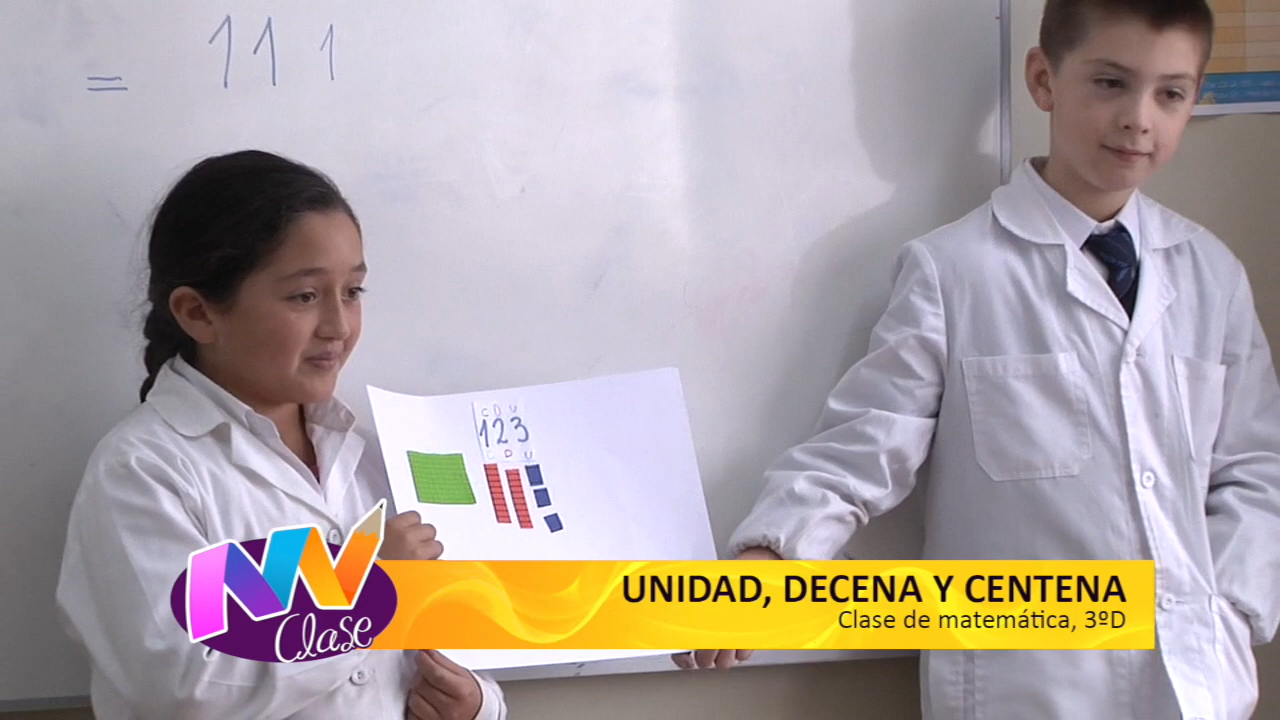 = 111
C D U
123
C D U
NV
Clase
UNIDAD, DECENA Y CENTENA
Clase de matemática, 3ºD